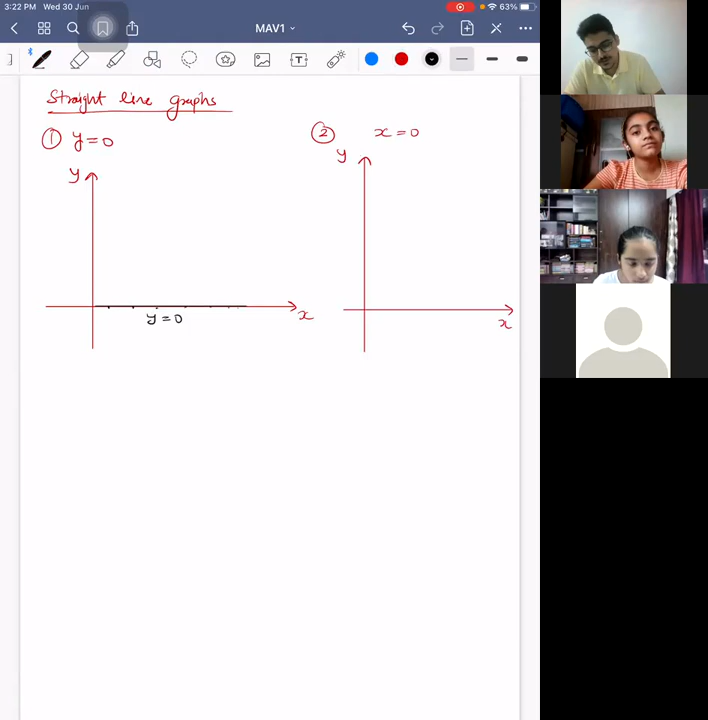 3:22 PM Wed 30 Jun
63%
MAV1
T
Straight line graphs
① y=0
② x=0
y
y
y=0
x
x